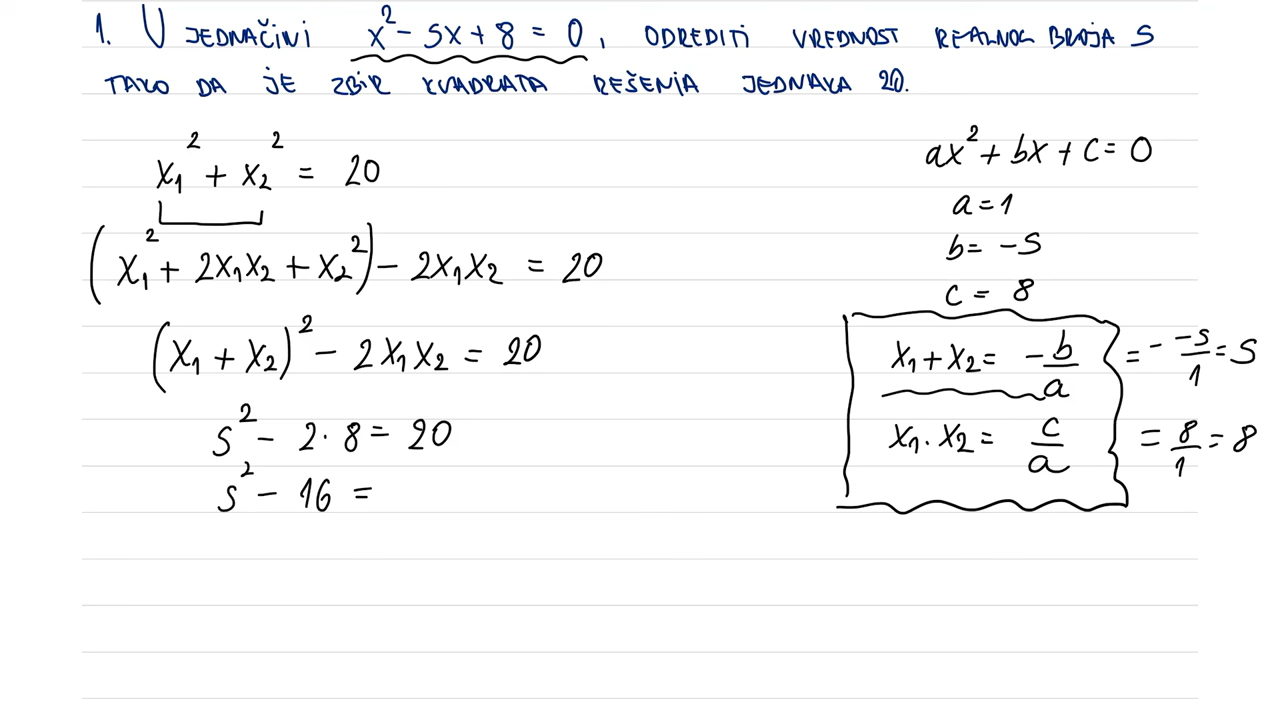 1. U JEDNAČINI x² - sx + 8 = 0, ODREDITI VREDNOST REALNOG BROJA S
TAKO DA JE ZBIR KVADRATA REŠENJA JEDNAKA 20.
x₁² + x₂² = 20
(x₁² + 2x₁x₂ + x₂²) - 2x₁x₂ = 20
(x₁ + x₂)² - 2x₁x₂ = 20
s² - 2·8 = 20
s² - 16 =
ax² + bx + c = 0
a = 1
b = -s
c = 8
x₁ + x₂ = -b/a = - -s/1 = s
x₁·x₂ = c/a = 8/1 = 8